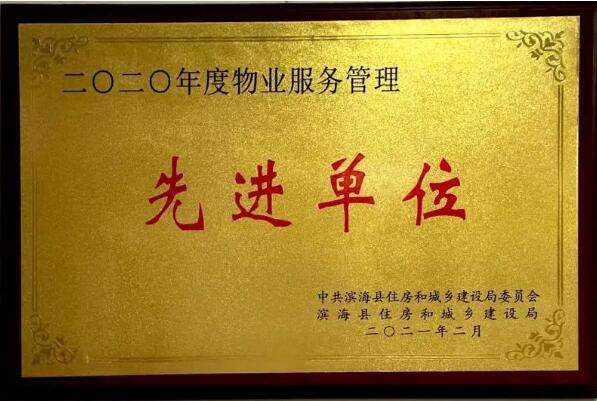 二〇二〇年度物业服务管理
先进单位
中共滨海县住房和城乡建设局委员会
滨海县住房和城乡建设局
二〇二一年二月